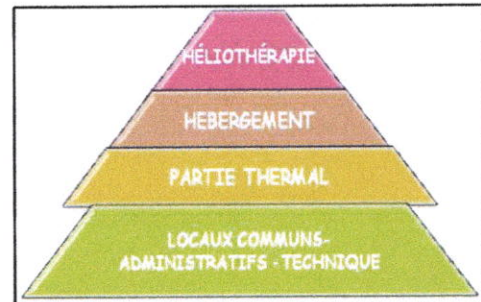 HÉLIOTHÉRAPIE
HEBERGEMENT
PARTIE THERMAL
LOCAUX COMMUNS-
ADMINISTRATIFS - TECHNIQUE